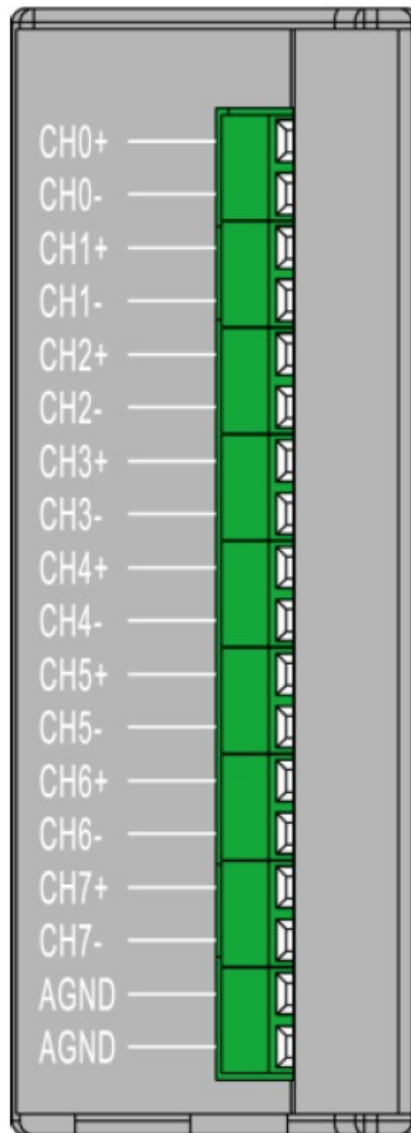 CH0+
CH0-
CH1+
CH1-
CH2+
CH2-
CH3+
CH3-
CH4+
CH4-
CH5+
CH5-
CH6+
CH6-
CH7+
CH7-
AGND
AGND